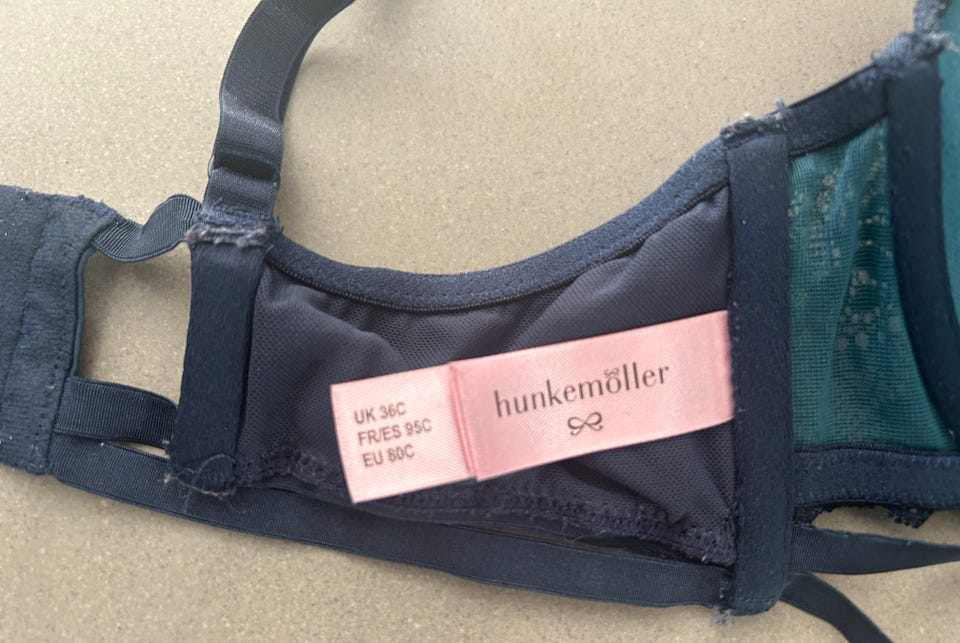 UK 36C
FR/ES 95C
EU 80C
hunkemöller